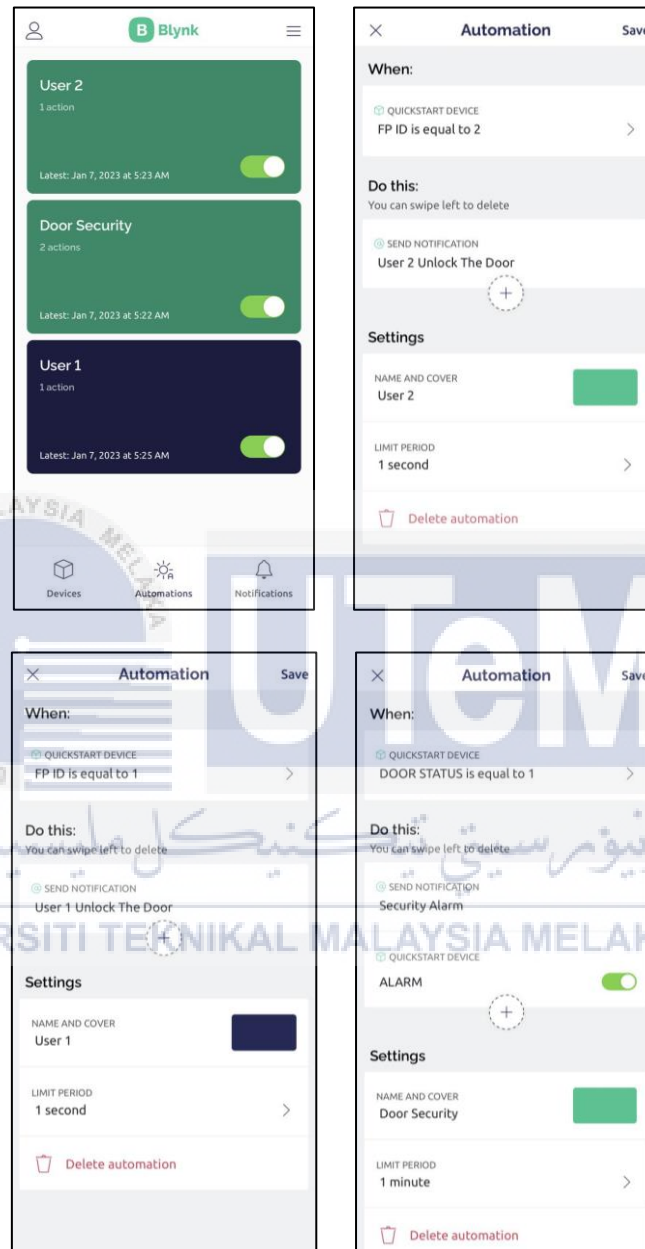 B Blynk
User 2
1 action
Latest: Jan 7, 2023 at 5:23 AM
Door Security
2 actions
Latest: Jan 7, 2023 at 5:22 AM
User 1
1 action
Latest: Jan 7, 2023 at 5:25 AM
Devices
Automations
Notifications
Automation
Save
When:
QUICKSTART DEVICE
FP ID is equal to 2
Do this:
You can swipe left to delete
SEND NOTIFICATION
User 2 Unlock The Door
Settings
NAME AND COVER
User 2
LIMIT PERIOD
1 second
Delete automation
Automation
Save
When:
QUICKSTART DEVICE
FP ID is equal to 1
Do this:
You can swipe left to delete
SEND NOTIFICATION
User 1 Unlock The Door
Settings
NAME AND COVER
User 1
LIMIT PERIOD
1 second
Delete automation
Automation
Save
When:
QUICKSTART DEVICE
DOOR STATUS is equal to 1
Do this:
You can swipe left to delete
SEND NOTIFICATION
Security Alarm
QUICKSTART DEVICE
ALARM
Settings
NAME AND COVER
Door Security
LIMIT PERIOD
1 minute
Delete automation
UTeM
TEKNIKAL MALAYSIA